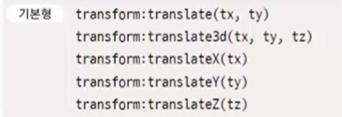 기본형 transform:translate(tx, ty)
transform:translate3d(tx, ty, tz)
transform:translateX(tx)
transform:translateY(ty)
transform:translateZ(tz)